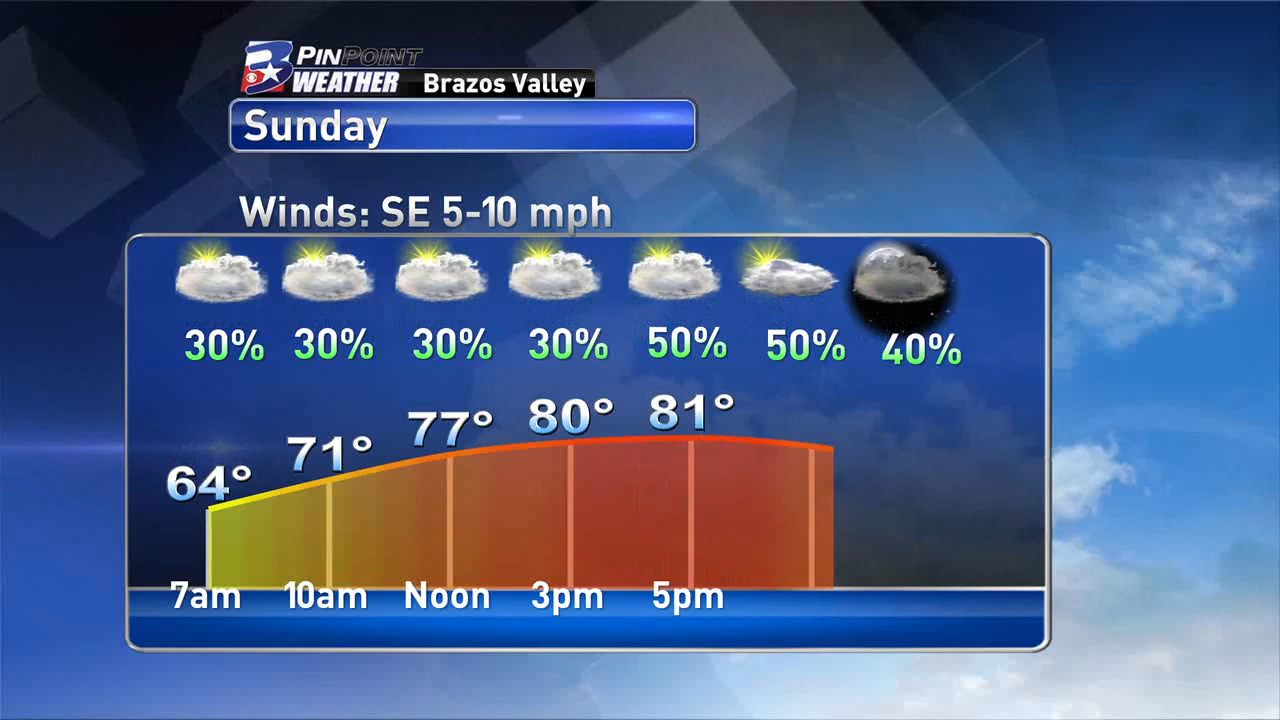 PINPOINT
WEATHER
Brazos Valley
Sunday
Winds: SE 5-10 mph
30% 30% 30% 30% 50% 50% 40%
64° 71° 77° 80° 81°
7am 10am Noon 3pm 5pm